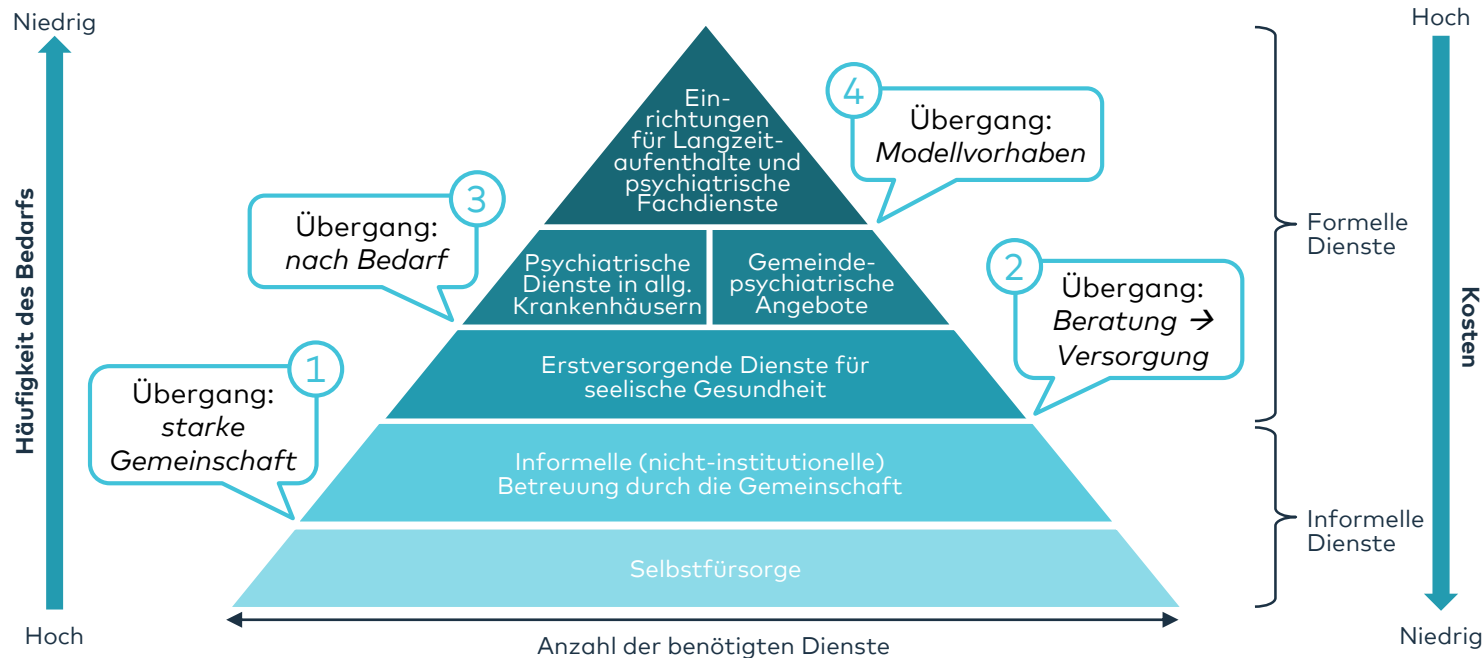 Niedrig
Häufigkeit des Bedarfs
Hoch
Ein-
richtungen
für Langzeit-
aufenthalte und
psychiatrische
Fachdienste
4
Übergang:
Modellvorhaben
3
Übergang:
nach Bedarf
Psychiatrische
Dienste in allg.
Krankenhäusern
Gemeinde-
psychiatrische
Angebote
2
Übergang:
Beratung →
Versorgung
Erstversorgende Dienste für
seelische Gesundheit
1
Übergang:
starke
Gemeinschaft
Informelle (nicht-institutionelle)
Betreuung durch die Gemeinschaft
Selbstfürsorge
Anzahl der benötigten Dienste
Formelle
Dienste
Informelle
Dienste
Hoch
Kosten
Niedrig